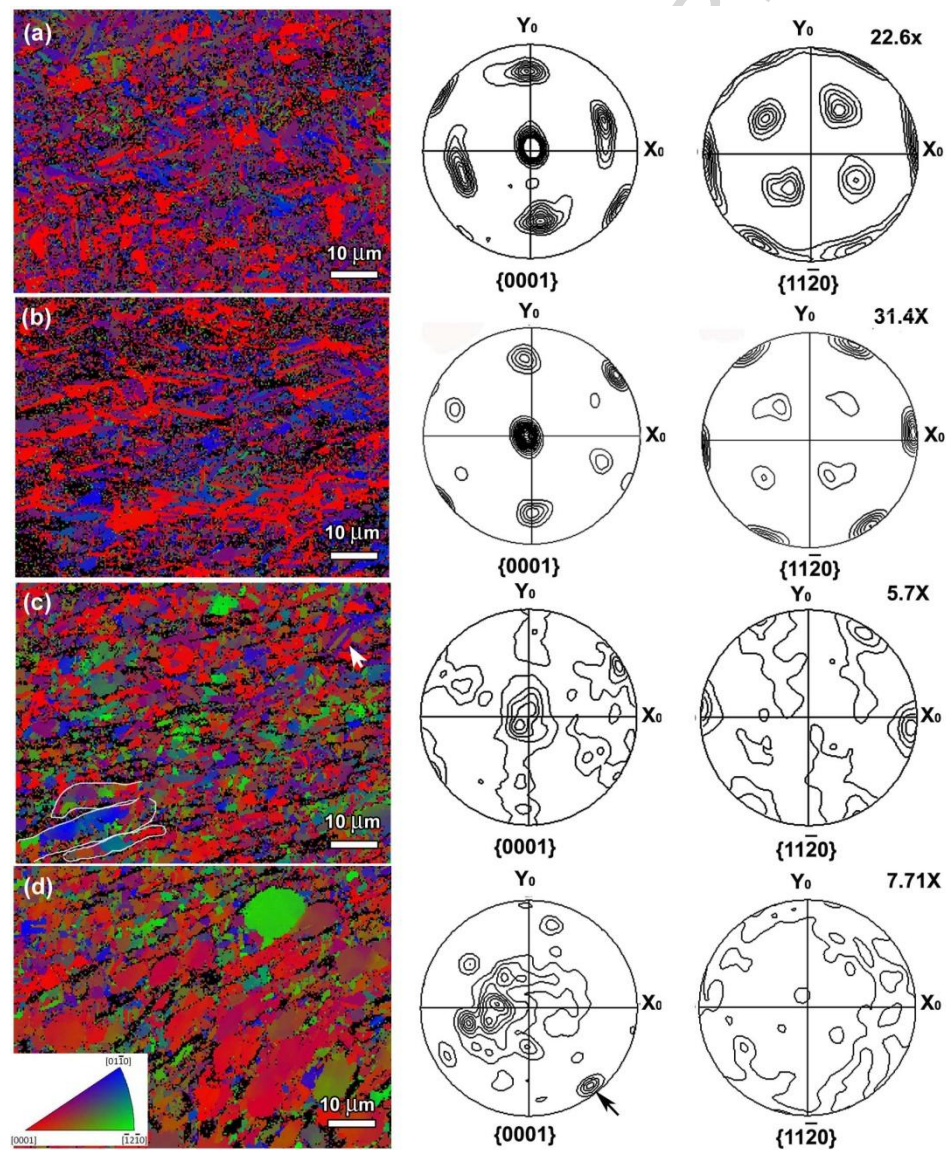 (a)
10 μm
Y₀
X₀
{0001}
22.6x
X₀
{112̄0}
(b)
10 μm
Y₀
X₀
{0001}
Y₀
31.4X
X₀
{112̄0}
(c)
10 μm
Y₀
X₀
{0001}
Y₀
5.7X
X₀
{112̄0}
(d)
10 μm
[011̄0]
[0001]
[1̄21̄0]
Y₀
X₀
{0001}
Y₀
7.71X
X₀
{112̄0}